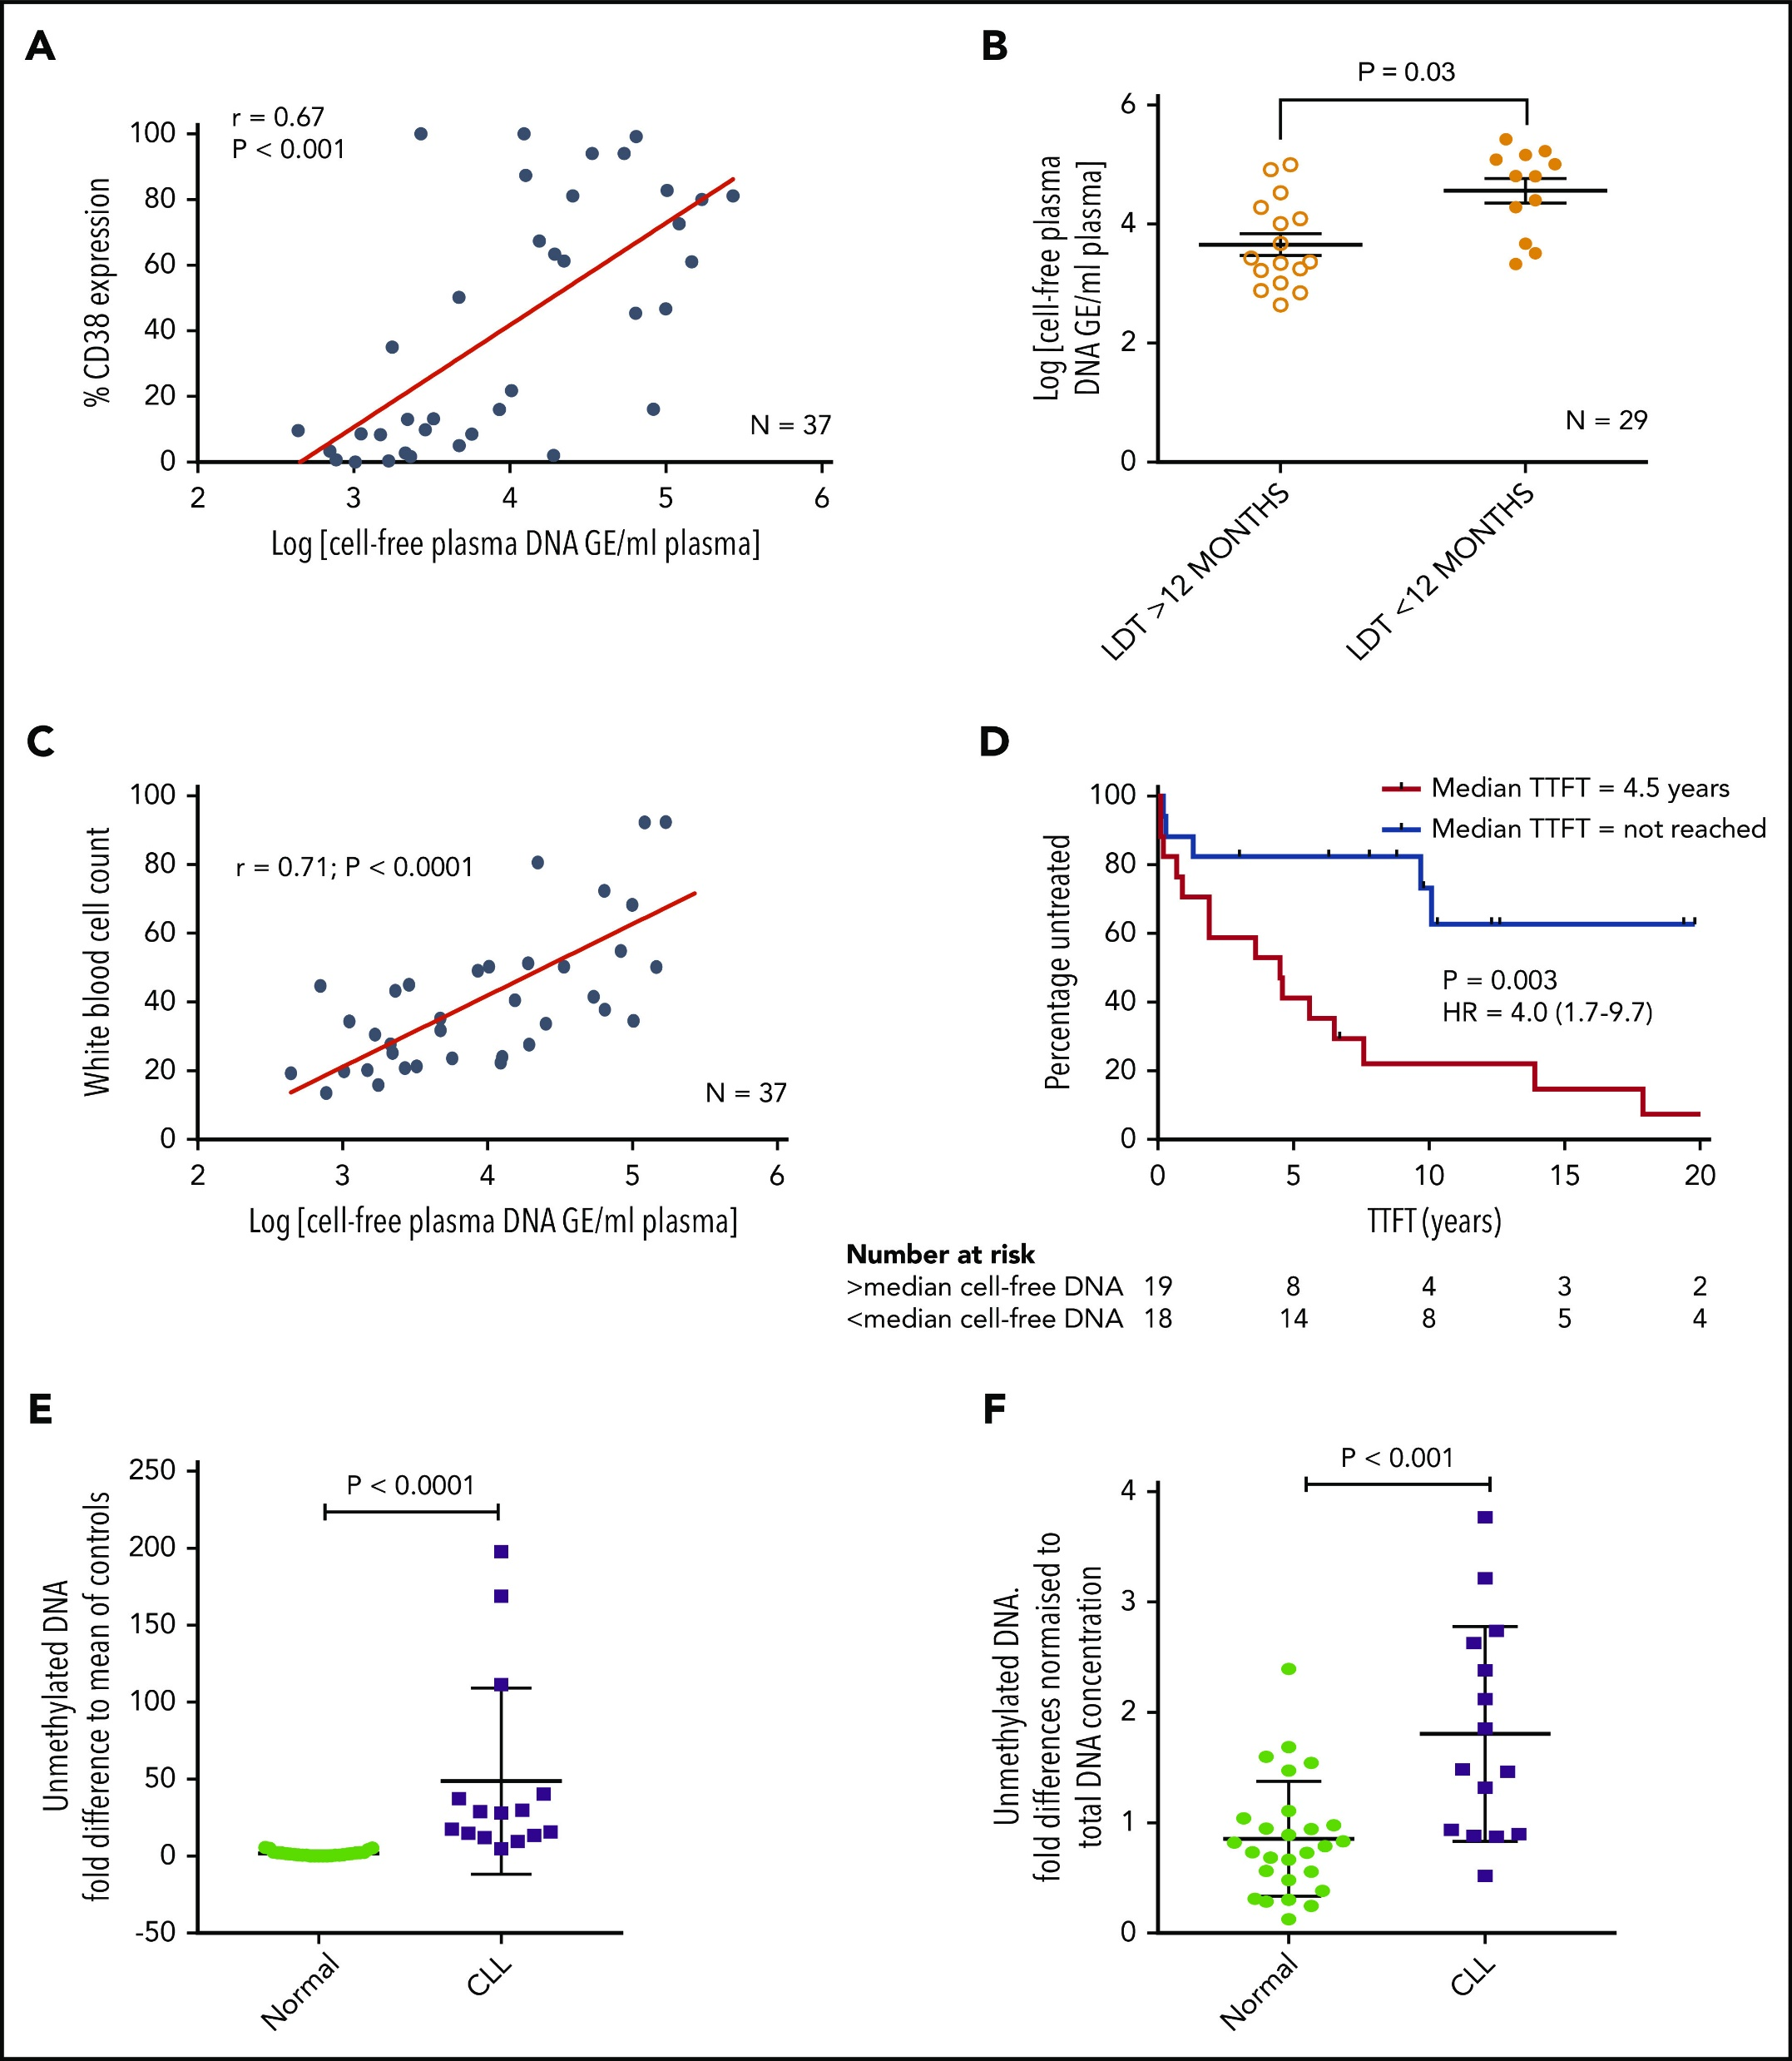 A
r = 0.67
P < 0.001
% CD38 expression
100
80
60
40
20
0
N = 37
2 3 4 5 6
Log [cell-free plasma DNA GE/ml plasma]
B
P = 0.03
Log [cell-free plasma
DNA GE/ml plasma]
6
4
2
0
N = 29
LDT >12 MONTHS
LDT <12 MONTHS
C
White blood cell count
100
80
60
40
20
0
r = 0.71; P < 0.0001
N = 37
2 3 4 5 6
Log [cell-free plasma DNA GE/ml plasma]
D
Median TTFT = 4.5 years
Median TTFT = not reached
Percentage untreated
100
80
60
40
20
0
P = 0.003
HR = 4.0 (1.7-9.7)
0 5 10 15 20
TTFT (years)
Number at risk
>median cell-free DNA 19 8 4 3 2
<median cell-free DNA 18 14 8 5 4
E
Unmethylated DNA
fold difference to mean of controls
250
200
150
100
50
0
-50
P < 0.0001
Normal
CLL
F
Unmethylated DNA.
fold differences normaised to
total DNA concentration
4
3
2
1
0
P < 0.001
Normal
CLL